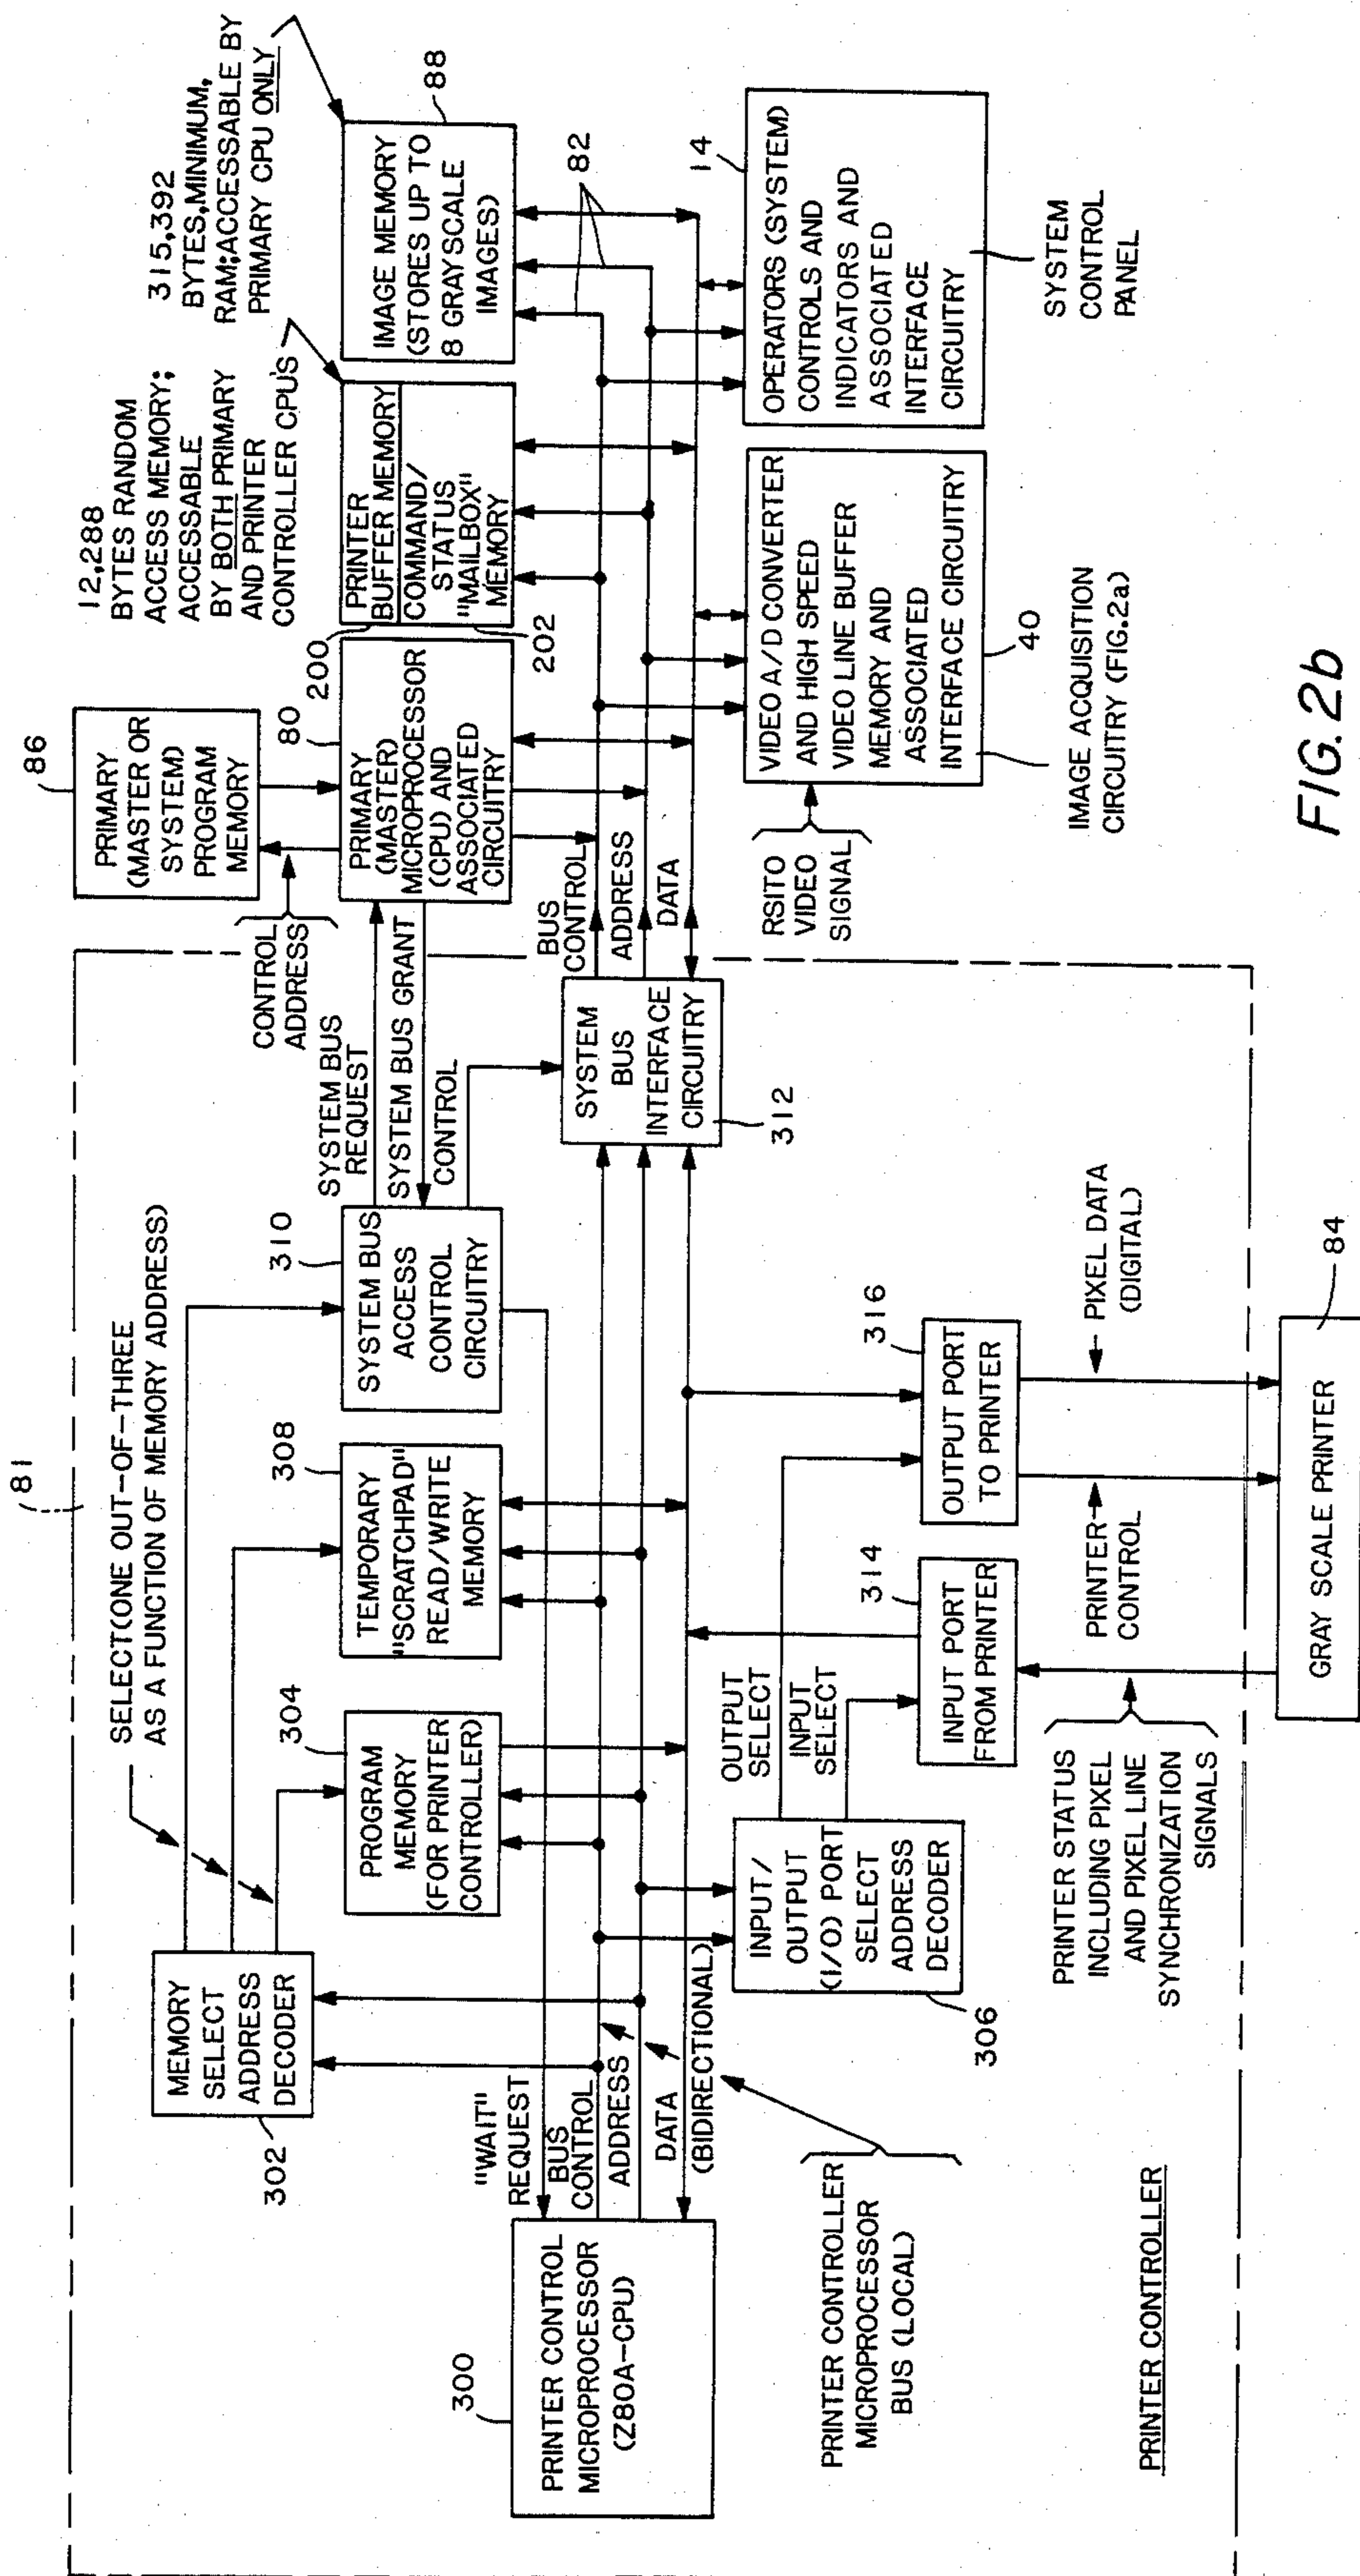 81
SELECT(ONE OUT-OF-THREE
AS A FUNCTION OF MEMORY ADDRESS)
MEMORY
SELECT
ADDRESS
DECODER
302
PROGRAM
MEMORY
(FOR PRINTER
CONTROLLER)
304
TEMPORARY
"SCRATCHPAD"
READ/WRITE
MEMORY
308
SYSTEM BUS
ACCESS
CONTROL
CIRCUITRY
310
SYSTEM BUS
REQUEST
SYSTEM BUS GRANT
CONTROL
CONTROL
ADDRESS
PRIMARY
(MASTER OR
SYSTEM)
PROGRAM
MEMORY
86
PRIMARY
(MASTER)
MICROPROCESSOR
(CPU) AND
ASSOCIATED
CIRCUITRY
80
12,288
BYTES RANDOM
ACCESS MEMORY;
ACCESSABLE
BY BOTH PRIMARY
AND PRINTER
CONTROLLER CPU'S
200
PRINTER
BUFFER MEMORY
COMMAND/
STATUS
"MAILBOX"
MEMORY
202
315,392
BYTES,MINIMUM,
RAM;ACCESSABLE BY
PRIMARY CPU ONLY
IMAGE MEMORY
(STORES UP TO
8 GRAYSCALE
IMAGES)
88
82
300
PRINTER CONTROL
MICROPROCESSOR
(Z80A-CPU)
"WAIT"
REQUEST
BUS
CONTROL
ADDRESS
DATA
(BIDIRECTIONAL)
SYSTEM
BUS
INTERFACE
CIRCUITRY
312
BUS
CONTROL
ADDRESS
DATA
INPUT/
OUTPUT
(I/O) PORT
SELECT
ADDRESS
DECODER
306
OUTPUT
SELECT
INPUT
SELECT
INPUT PORT
FROM PRINTER
314
OUTPUT PORT
TO PRINTER
316
PRINTER STATUS
INCLUDING PIXEL
AND PIXEL LINE
SYNCHRONIZATION
SIGNALS
PRINTER
CONTROL
PIXEL DATA
(DIGITAL)
GRAY SCALE PRINTER
84
RSITO
VIDEO
SIGNAL
VIDEO A/D CONVERTER
AND HIGH SPEED
VIDEO LINE BUFFER
MEMORY AND
ASSOCIATED
INTERFACE CIRCUITRY
40
IMAGE ACQUISITION
CIRCUITRY (FIG.2a)
OPERATORS (SYSTEM)
CONTROLS AND
INDICATORS AND
ASSOCIATED
INTERFACE
CIRCUITRY
14
SYSTEM
CONTROL
PANEL
PRINTER CONTROLLER
MICROPROCESSOR
BUS (LOCAL)
PRINTER CONTROLLER
FIG. 2b